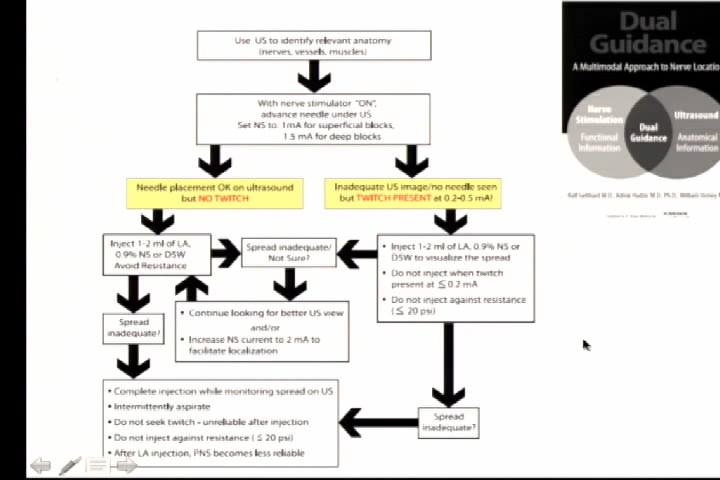 Use US to identify relevant anatomy
(nerves, vessels, muscles)
With nerve stimulator "ON",
advance needle under US
Set NS to 1mA for superficial blocks,
1.5 mA for deep blocks
Needle placement OK on ultrasound
but NO TWITCH
Inadequate US image/no needle seen
but TWITCH PRESENT at 0.2-0.5 mA?
Inject 1-2 ml of LA,
0.9% NS or D5W
Avoid Resistance
Spread inadequate/
Not Sure?
• Inject 1-2 ml of LA, 0.9% NS or
D5W to visualize the spread
• Do not inject when twitch
present at ≤ 0.2 mA
• Do not inject against resistance
(≤ 20 psi)
Spread
inadequate?
• Continue looking for better US view
and/or
• Increase NS current to 2 mA to
facilitate localization
• Complete injection while monitoring spread on US
• Intermittently aspirate
• Do not seek twitch - unreliable after injection
• Do not inject against resistance (≤ 20 psi)
• After LA injection, PNS becomes less reliable
Spread
inadequate?
Dual
Guidance
A Multimodal Approach to Nerve Locatio
Nerve
Stimulation
Functional
Information
Dual
Guidance
Ultrasound
Anatomical
Information